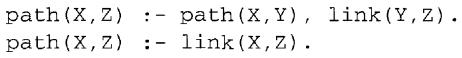 path(X,Z) :- path(X,Y), link(Y,Z).
path(X,Z) :- link(X,Z).